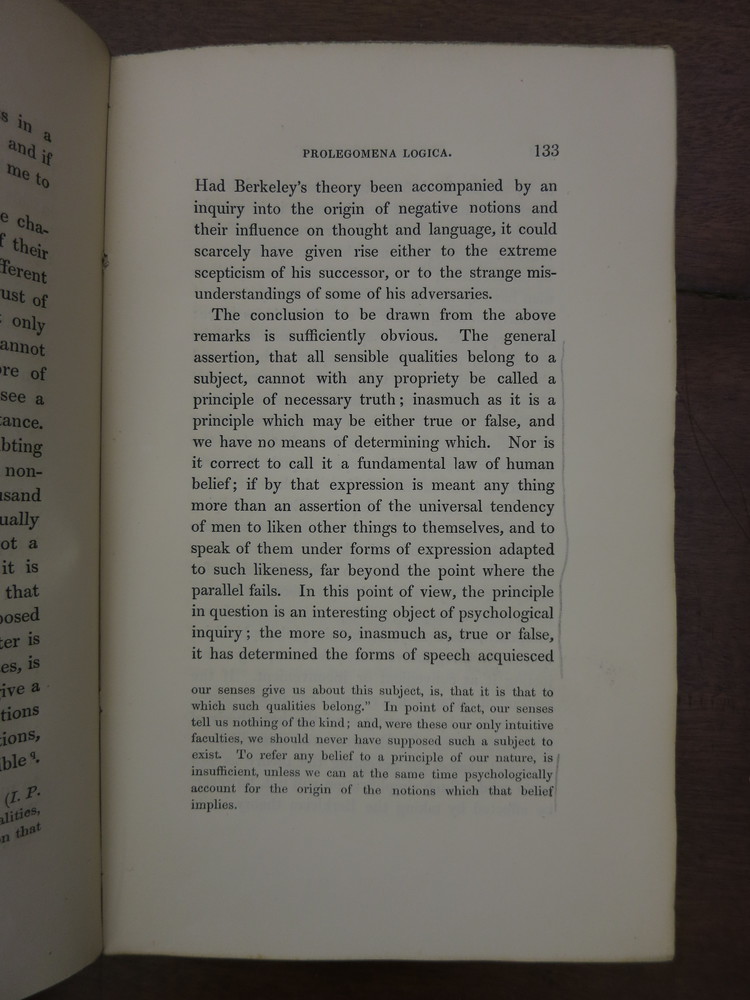 s in a
and if
me to
e cha-
f their
fferent
ust of
only
annot
ore of
see a
tance.
bting
non-
usand
ually
ot a
it is
that
posed
ter is
es, is
ive a
tions
tions,
ible q.
(I. P.
alities,
n that
PROLEGOMENA LOGICA. 133
Had Berkeley's theory been accompanied by an
inquiry into the origin of negative notions and
their influence on thought and language, it could
scarcely have given rise either to the extreme
scepticism of his successor, or to the strange mis-
understandings of some of his adversaries.
The conclusion to be drawn from the above
remarks is sufficiently obvious. The general
assertion, that all sensible qualities belong to a
subject, cannot with any propriety be called a
principle of necessary truth; inasmuch as it is a
principle which may be either true or false, and
we have no means of determining which. Nor is
it correct to call it a fundamental law of human
belief; if by that expression is meant any thing
more than an assertion of the universal tendency
of men to liken other things to themselves, and to
speak of them under forms of expression adapted
to such likeness, far beyond the point where the
parallel fails. In this point of view, the principle
in question is an interesting object of psychological
inquiry; the more so, inasmuch as, true or false,
it has determined the forms of speech acquiesced
our senses give us about this subject, is, that it is that to
which such qualities belong." In point of fact, our senses
tell us nothing of the kind; and, were these our only intuitive
faculties, we should never have supposed such a subject to
exist. To refer any belief to a principle of our nature, is
insufficient, unless we can at the same time psychologically
account for the origin of the notions which that belief
implies.